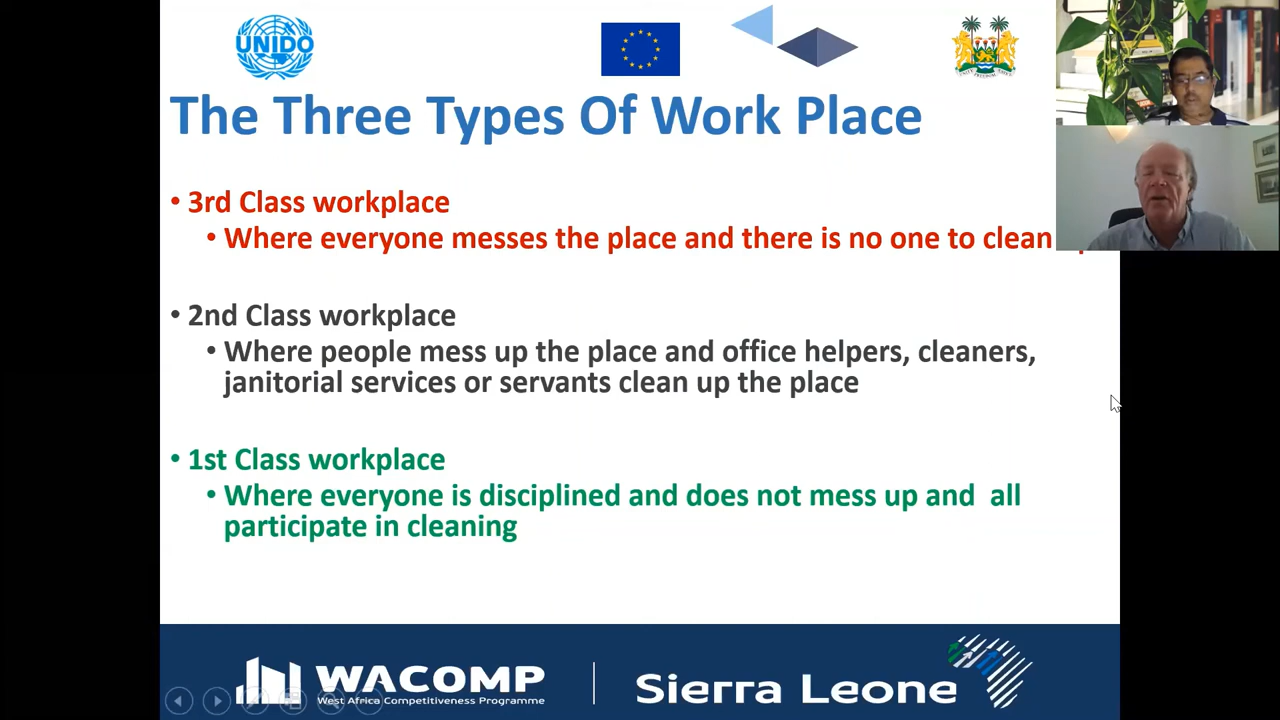 UNIDO
The Three Types Of Work Place
• 3rd Class workplace
• Where everyone messes the place and there is no one to clean
• 2nd Class workplace
• Where people mess up the place and office helpers, cleaners,
janitorial services or servants clean up the place
• 1st Class workplace
• Where everyone is disciplined and does not mess up and all
participate in cleaning
WACOMP
West Africa Competitiveness Programme
Sierra Leone